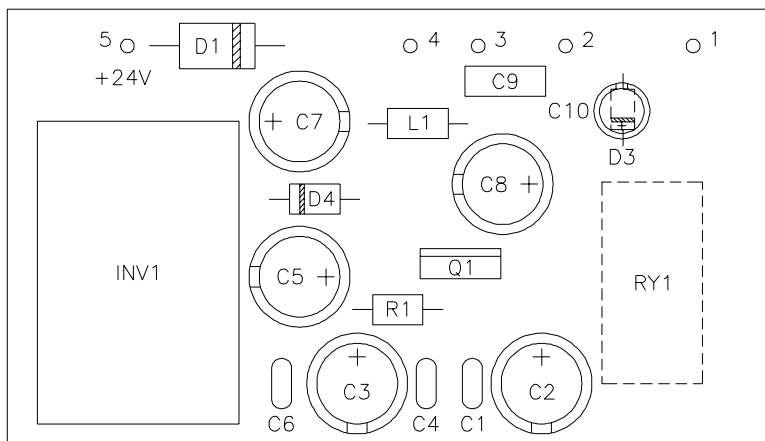 5 D1 4 3 2 1
+24V C9
C7 L1 C10
D3
D4 C8
INV1 C5 Q1 RY1
R1
C3 C2
C6 C4 C1